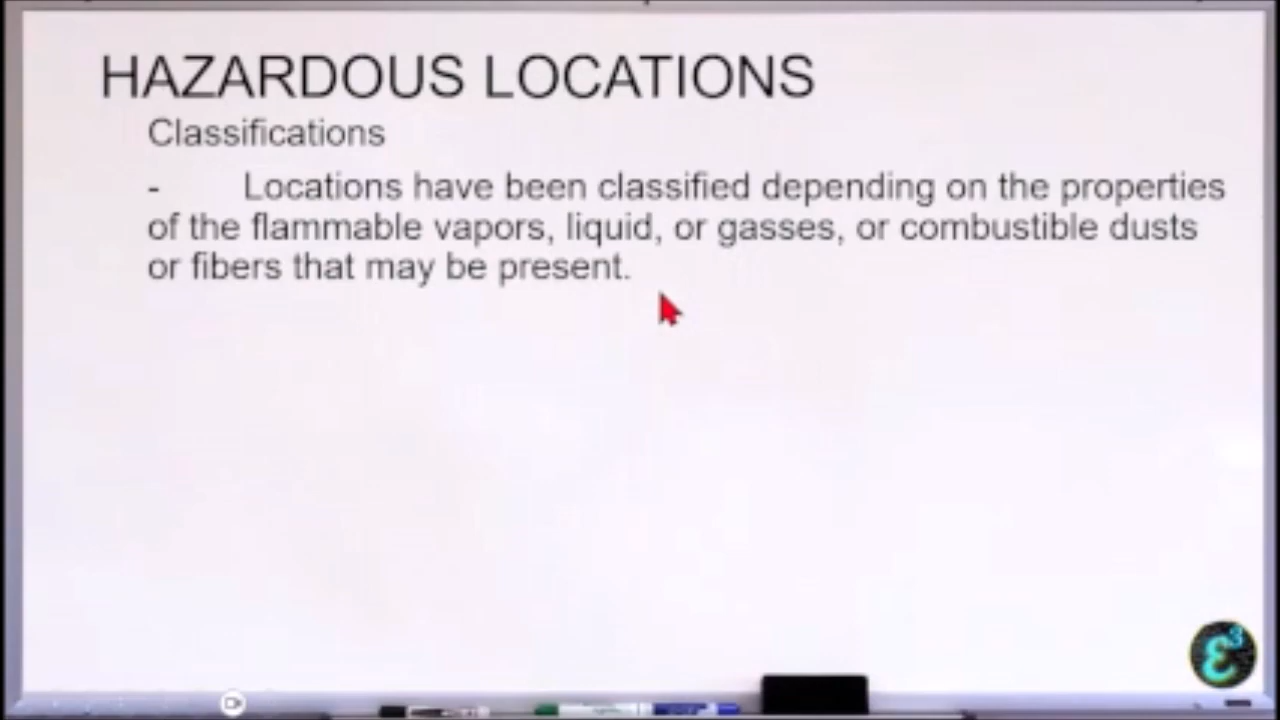 HAZARDOUS LOCATIONS
Classifications
- Locations have been classified depending on the properties
of the flammable vapors, liquid, or gasses, or combustible dusts
or fibers that may be present.
ε3